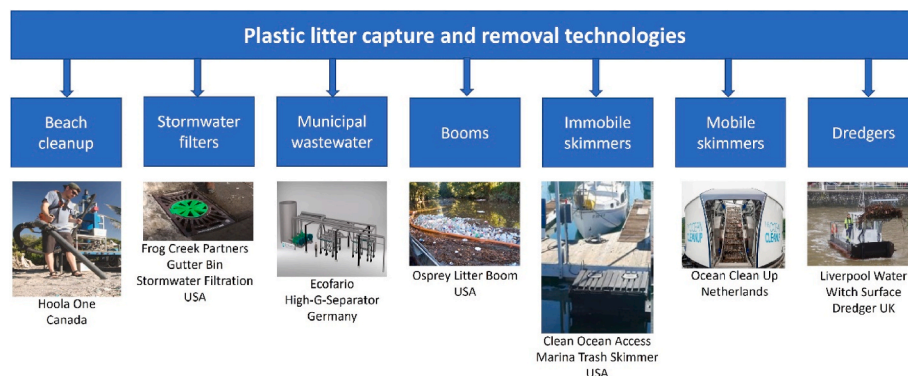 Plastic litter capture and removal technologies
Beach
cleanup
Stormwater
filters
Municipal
wastewater
Booms
Immobile
skimmers
Mobile
skimmers
Dredgers
Hoola One
Canada
Frog Creek Partners
Gutter Bin
Stormwater Filtration
USA
Ecofario
High-G-Separator
Germany
Osprey Litter Boom
USA
Clean Ocean Access
Marina Trash Skimmer
USA
CLEANUP
CLEANUP
Ocean Clean Up
Netherlands
Liverpool Water
Witch Surface
Dredger UK